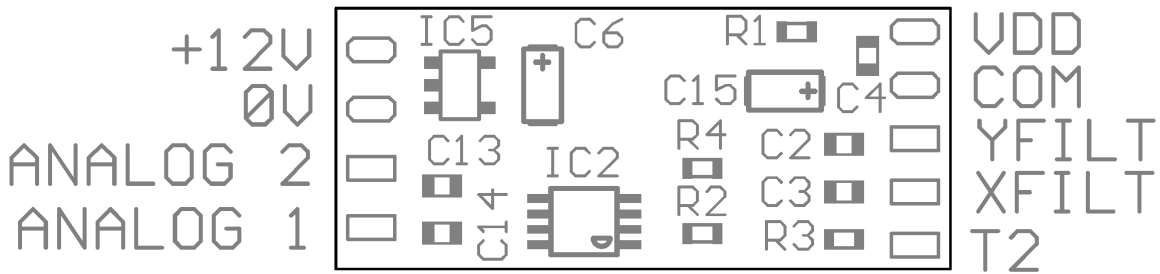 +12V
0V
ANALOG 2
ANALOG 1
IC5
C6
R1
C15
C4
C13
IC2
R4
C2
R2
C3
C14
R3
VDD
COM
YFILT
XFILT
T2